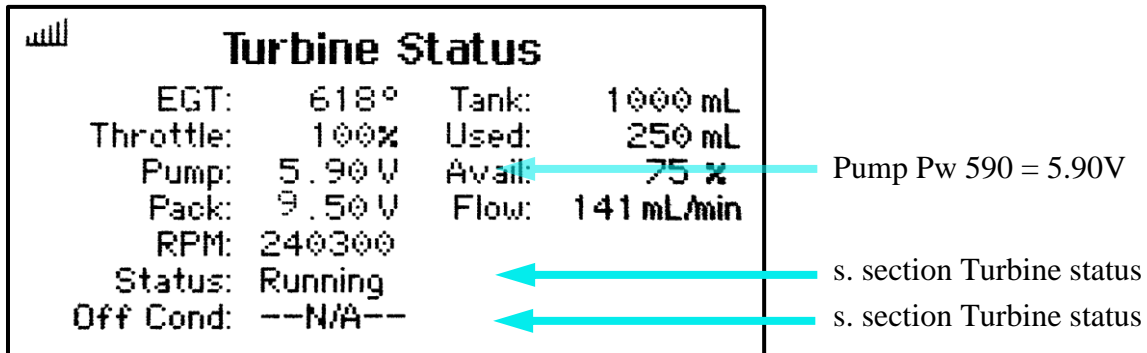 Turbine Status
EGT: 618° Tank: 1000 mL
Throttle: 100% Used: 250 mL
Pump: 5.90 V Avail: 75 % Pump Pw 590 = 5.90V
Pack: 9.50 V Flow: 141 mL/min
RPM: 240300
Status: Running s. section Turbine status
Off Cond: --N/A-- s. section Turbine status